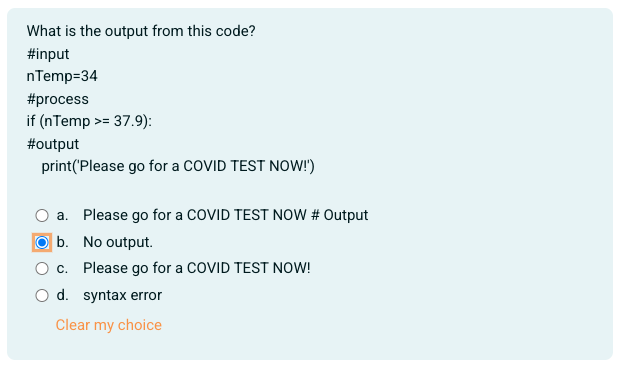 What is the output from this code?
#input
nTemp=34
#process
if (nTemp >= 37.9):
#output
print('Please go for a COVID TEST NOW!')
a. Please go for a COVID TEST NOW # Output
b. No output.
c. Please go for a COVID TEST NOW!
d. syntax error
Clear my choice